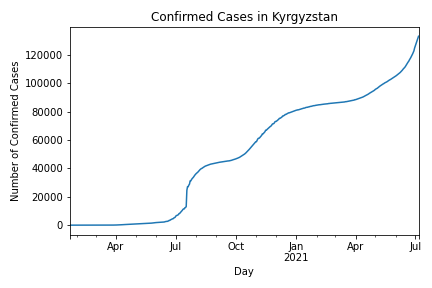 Confirmed Cases in Kyrgyzstan
Number of Confirmed Cases
120000
100000
80000
60000
40000
20000
0
Apr Jul Oct Jan Apr Jul
2021
Day